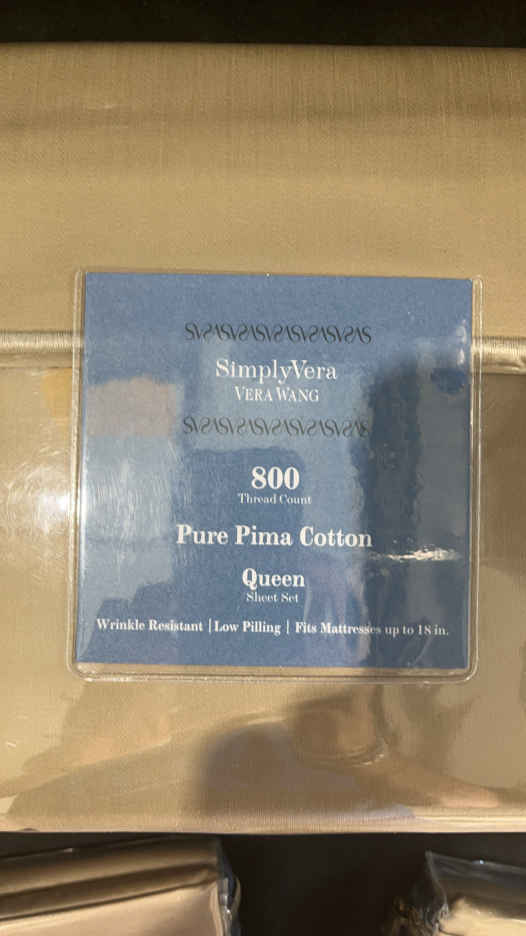 SimplyVera
VERA WANG
800
Thread Count
Pure Pima Cotton
Queen
Sheet Set
Wrinkle Resistant | Low Pilling | Fits Mattresses up to 18 in.